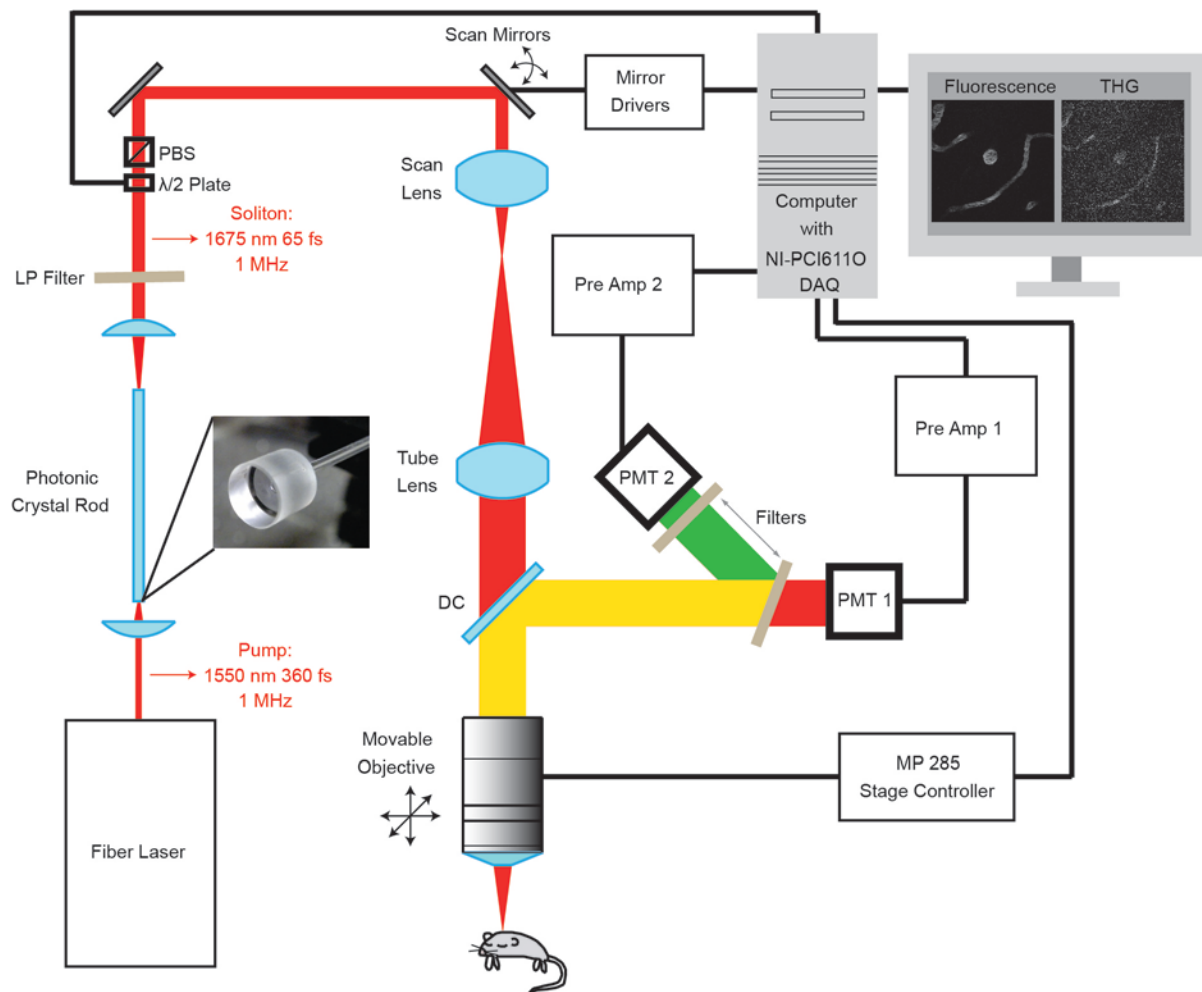 Scan Mirrors
Mirror
Drivers
Fluorescence
THG
PBS
λ/2 Plate
Scan
Lens
Soliton:
1675 nm 65 fs
1 MHz
LP Filter
Computer
with
NI-PCI611O
DAQ
Pre Amp 2
Pre Amp 1
Photonic
Crystal Rod
Tube
Lens
PMT 2
Filters
DC
PMT 1
Pump:
1550 nm 360 fs
1 MHz
Movable
Objective
MP 285
Stage Controller
Fiber Laser